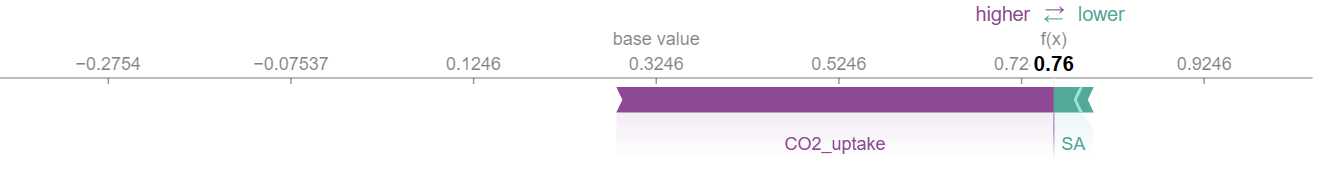 higher ⇄ lower
base value f(x)
−0.2754 −0.07537 0.1246 0.3246 0.5246 0.72 0.76 0.9246
CO2_uptake SA